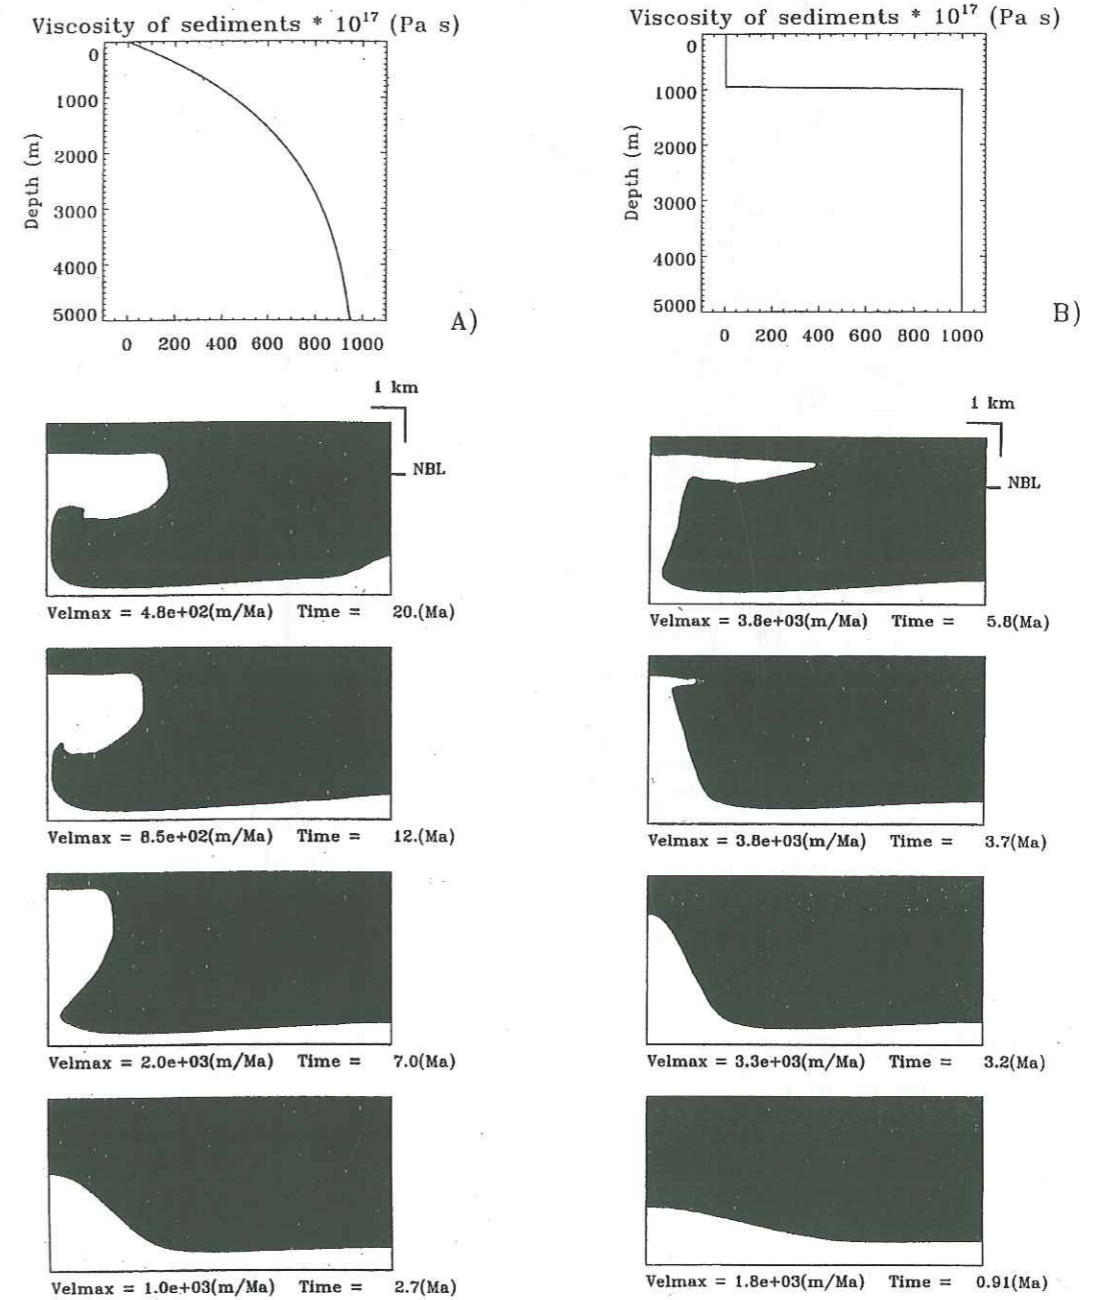 Viscosity of sediments * 10¹⁷ (Pa s)
0
1000
2000
3000
4000
5000
Depth (m)
0 200 400 600 800 1000
A)
1 km
NBL
Velmax = 4.8e+02(m/Ma) Time = 20.(Ma)
Velmax = 8.5e+02(m/Ma) Time = 12.(Ma)
Velmax = 2.0e+03(m/Ma) Time = 7.0(Ma)
Velmax = 1.0e+03(m/Ma) Time = 2.7(Ma)
Viscosity of sediments * 10¹⁷ (Pa s)
0
1000
2000
3000
4000
5000
Depth (m)
0 200 400 600 800 1000
B)
1 km
NBL
Velmax = 3.8e+03(m/Ma) Time = 5.8(Ma)
Velmax = 3.8e+03(m/Ma) Time = 3.7(Ma)
Velmax = 3.3e+03(m/Ma) Time = 3.2(Ma)
Velmax = 1.8e+03(m/Ma) Time = 0.91(Ma)